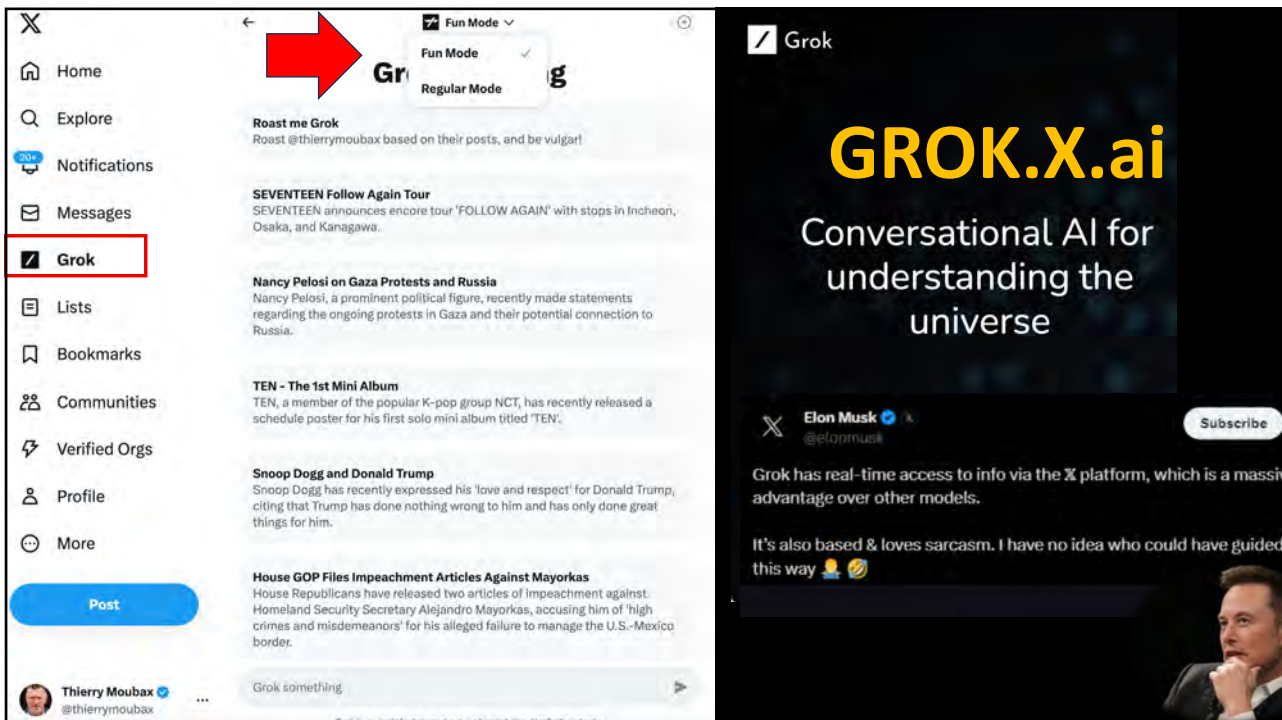 Home
Explore
20+
Notifications
Messages
Grok
Lists
Bookmarks
Communities
Verified Orgs
Profile
More
Post
Thierry Moubax
@thierrymoubax
...
Fun Mode
Fun Mode
Regular Mode
Gr
g
Roast me Grok
Roast @thierrymoubax based on their posts, and be vulgar!
SEVENTEEN Follow Again Tour
SEVENTEEN announces encore tour 'FOLLOW AGAIN' with stops in Incheon,
Osaka, and Kanagawa.
Nancy Pelosi on Gaza Protests and Russia
Nancy Pelosi, a prominent political figure, recently made statements
regarding the ongoing protests in Gaza and their potential connection to
Russia.
TEN - The 1st Mini Album
TEN, a member of the popular K-pop group NCT, has recently released a
schedule poster for his first solo mini album titled 'TEN'.
Snoop Dogg and Donald Trump
Snoop Dogg has recently expressed his 'love and respect' for Donald Trump,
citing that Trump has done nothing wrong to him and has only done great
things for him.
House GOP Files Impeachment Articles Against Mayorkas
House Republicans have released two articles of impeachment against
Homeland Security Secretary Alejandro Mayorkas, accusing him of 'high
crimes and misdemeanors' for his alleged failure to manage the U.S.-Mexico
border.
Grok something
Grok
GROK.X.ai
Conversational AI for
understanding the
universe
Elon Musk
@elonmusk
Subscribe
Grok has real-time access to info via the X platform, which is a massiv
advantage over other models.
It's also based & loves sarcasm. I have no idea who could have guided
this way